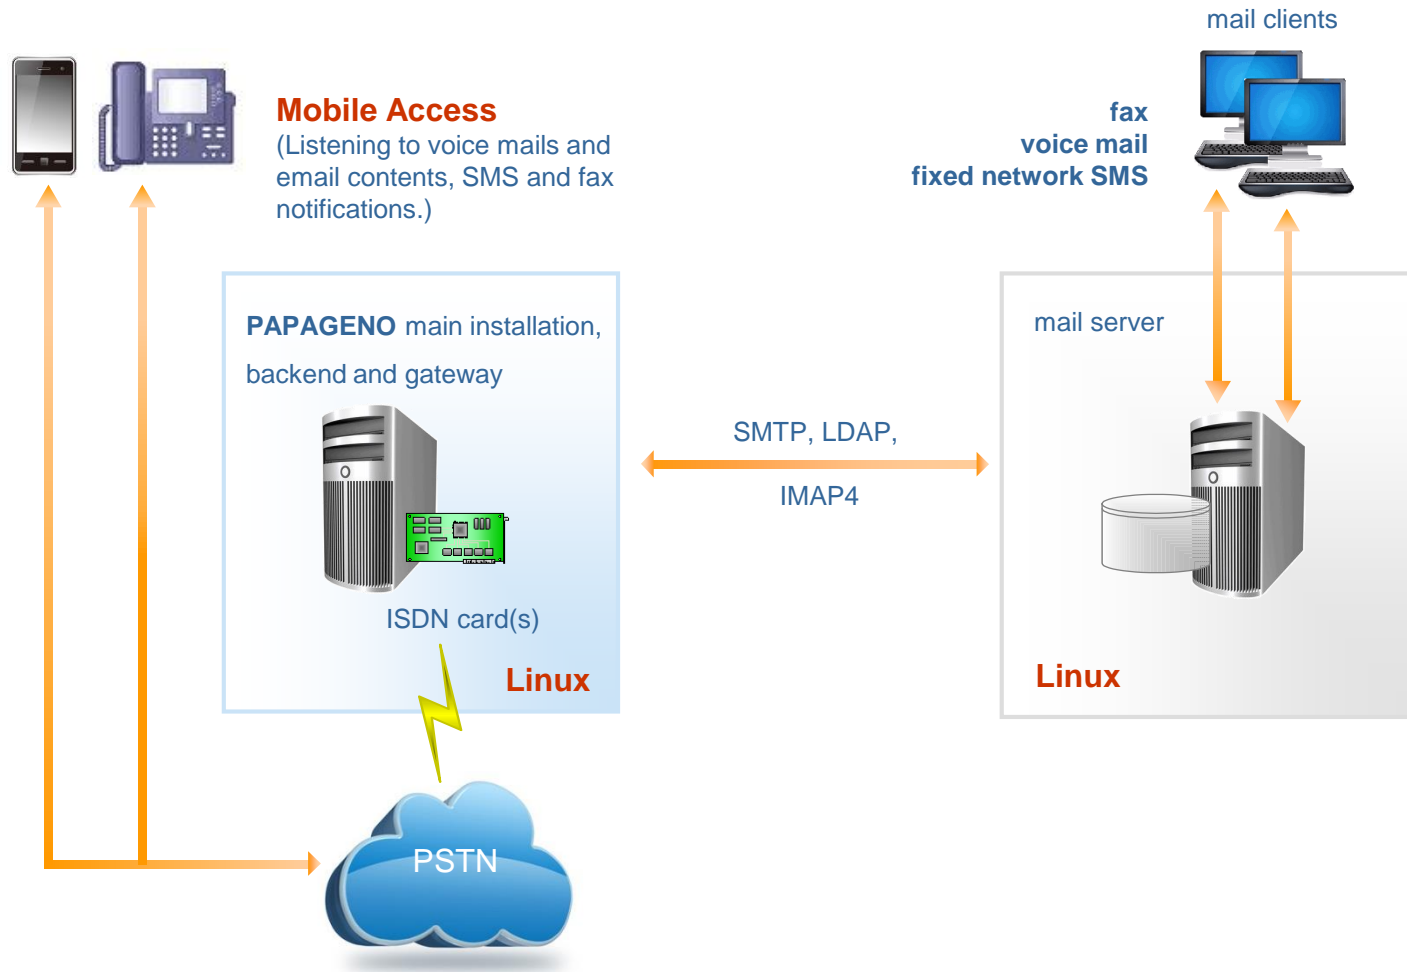 mail clients
Mobile Access
(Listening to voice mails and
email contents, SMS and fax
notifications.)
fax
voice mail
fixed network SMS
PAPAGENO main installation,
backend and gateway
mail server
SMTP, LDAP,
IMAP4
ISDN card(s)
Linux
Linux
PSTN